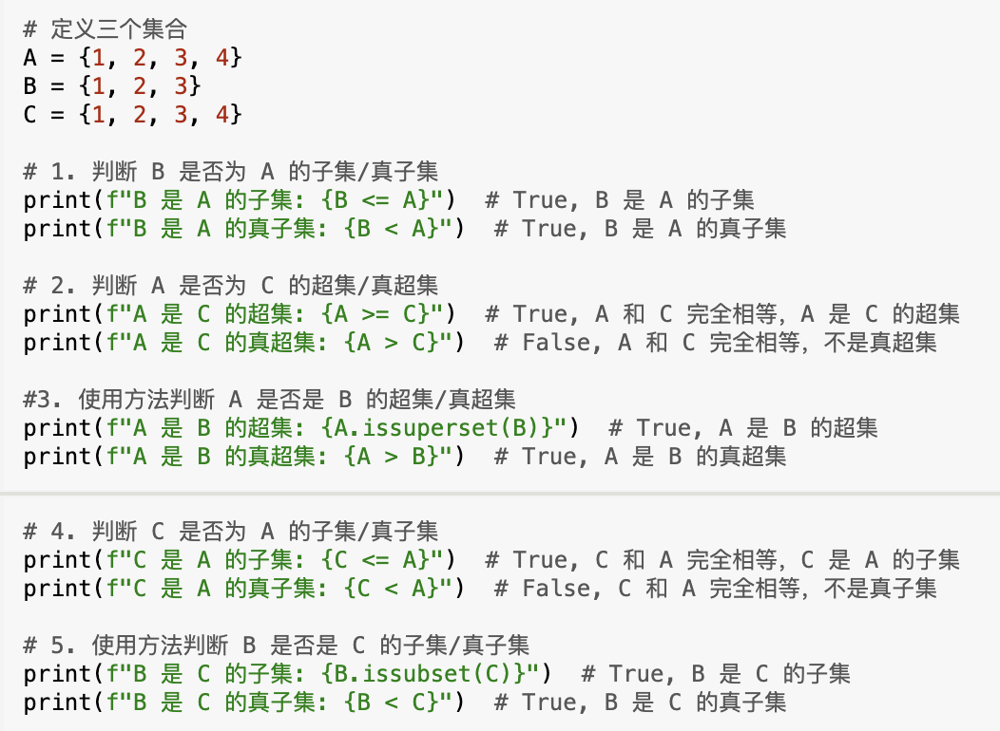 # 定义三个集合
A = {1, 2, 3, 4}
B = {1, 2, 3}
C = {1, 2, 3, 4}
# 1. 判断 B 是否为 A 的子集/真子集
print(f"B 是 A 的子集: {B <= A}")  # True, B 是 A 的子集
print(f"B 是 A 的真子集: {B < A}")  # True, B 是 A 的真子集
# 2. 判断 A 是否为 C 的超集/真超集
print(f"A 是 C 的超集: {A >= C}")  # True, A 和 C 完全相等，A 是 C 的超集
print(f"A 是 C 的真超集: {A > C}")  # False, A 和 C 完全相等，不是真超集
#3. 使用方法判断 A 是否是 B 的超集/真超集
print(f"A 是 B 的超集: {A.issuperset(B)}")  # True, A 是 B 的超集
print(f"A 是 B 的真超集: {A > B}")  # True, A 是 B 的真超集
# 4. 判断 C 是否为 A 的子集/真子集
print(f"C 是 A 的子集: {C <= A}")  # True, C 和 A 完全相等，C 是 A 的子集
print(f"C 是 A 的真子集: {C < A}")  # False, C 和 A 完全相等，不是真子集
# 5. 使用方法判断 B 是否是 C 的子集/真子集
print(f"B 是 C 的子集: {B.issubset(C)}")  # True, B 是 C 的子集
print(f"B 是 C 的真子集: {B < C}")  # True, B 是 C 的真子集